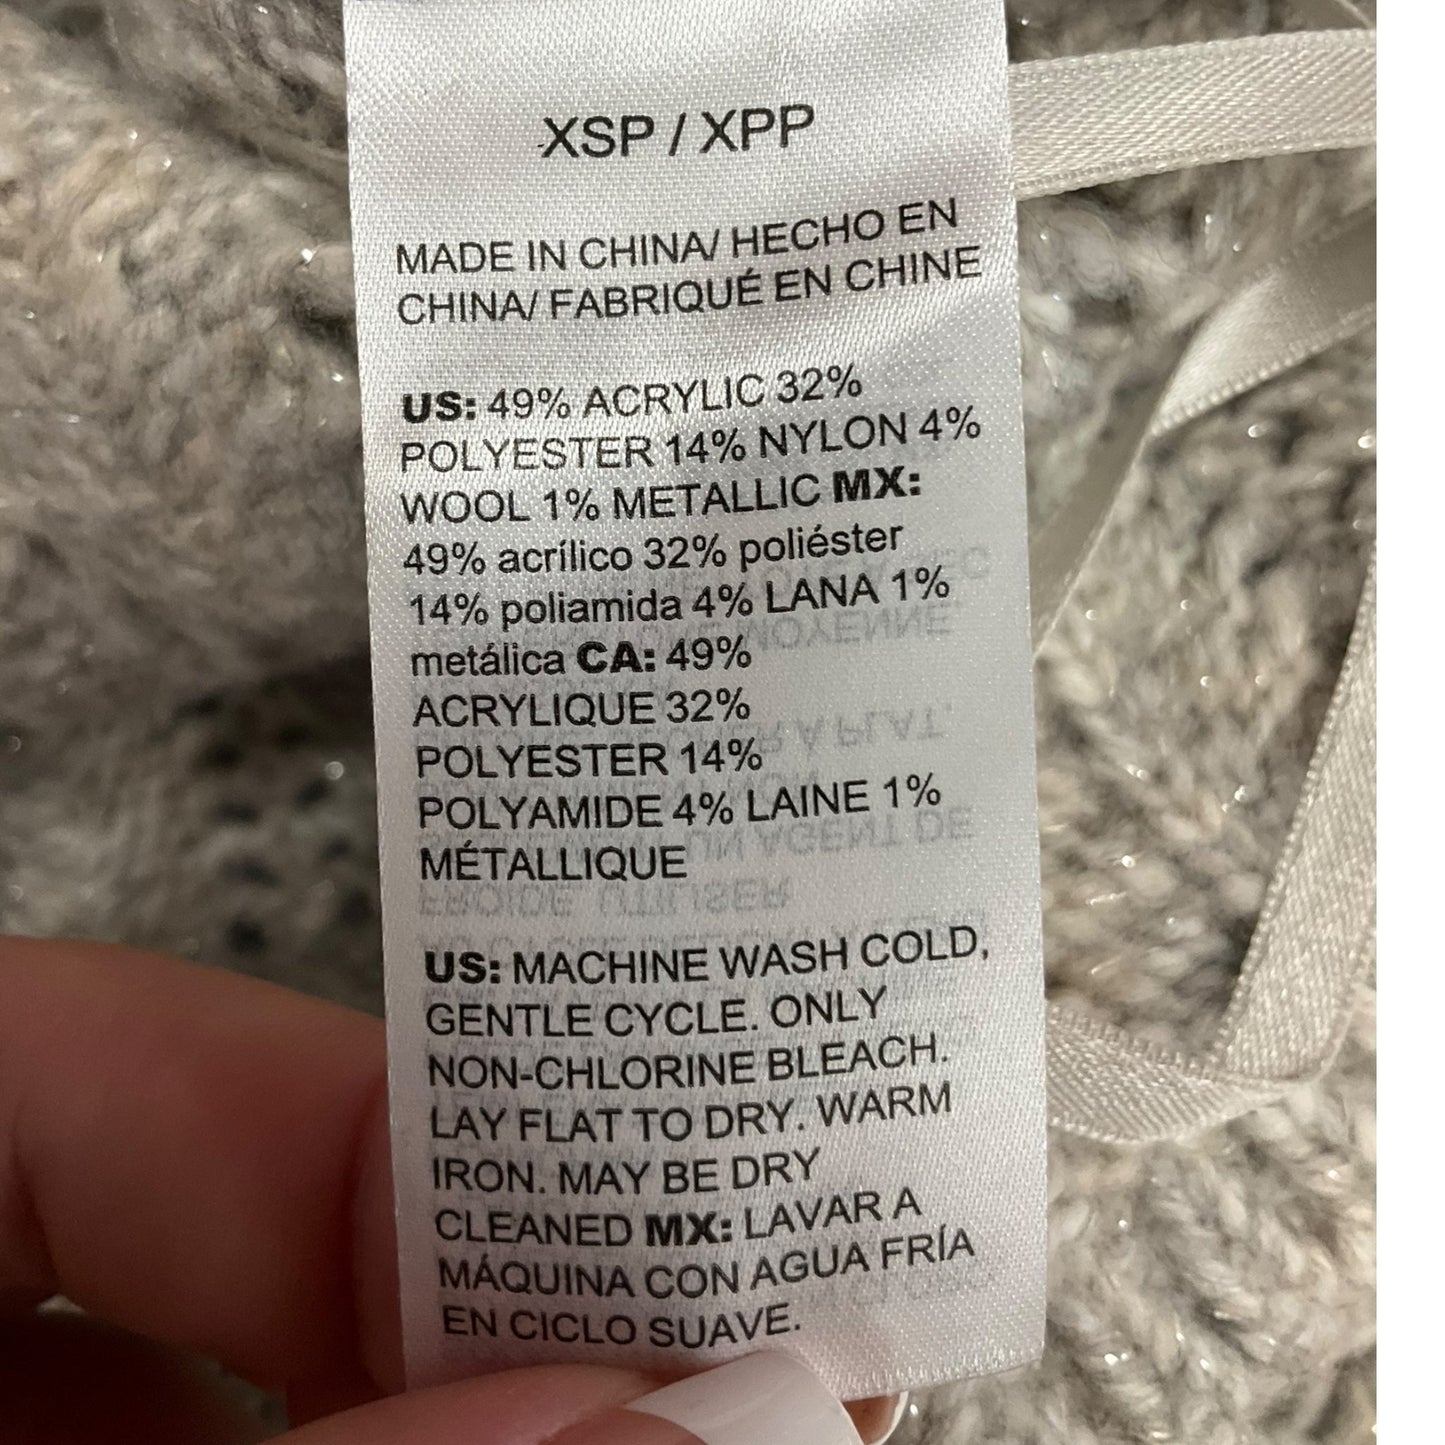 XSP / XPP
MADE IN CHINA/ HECHO EN
CHINA/ FABRIQUÉ EN CHINE
US: 49% ACRYLIC 32%
POLYESTER 14% NYLON 4%
WOOL 1% METALLIC MX:
49% acrílico 32% poliéster
14% poliamida 4% LANA 1%
metálica CA: 49%
ACRYLIQUE 32%
POLYESTER 14%
POLYAMIDE 4% LAINE 1%
MÉTALLIQUE
US: MACHINE WASH COLD,
GENTLE CYCLE. ONLY
NON-CHLORINE BLEACH.
LAY FLAT TO DRY. WARM
IRON. MAY BE DRY
CLEANED MX: LAVAR A
MÁQUINA CON AGUA FRÍA
EN CICLO SUAVE.